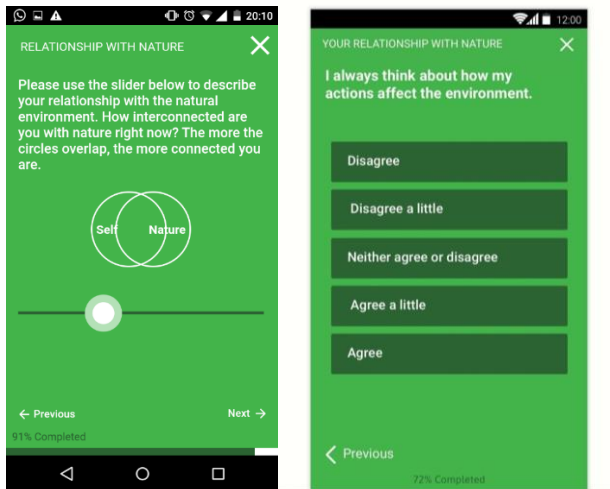 20:10
RELATIONSHIP WITH NATURE
Please use the slider below to describe
your relationship with the natural
environment. How interconnected are
you with nature right now? The more the
circles overlap, the more connected you
are.
Self
Nature
Previous
Next
91% Completed
12:00
YOUR RELATIONSHIP WITH NATURE
I always think about how my
actions affect the environment.
Disagree
Disagree a little
Neither agree or disagree
Agree a little
Agree
Previous
72% Completed